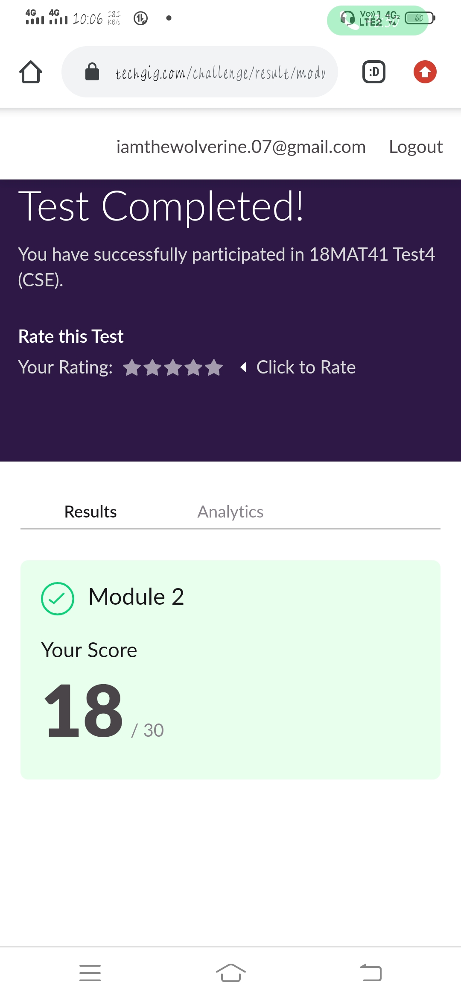 4G 4G 10:06 18.1 KB/s
Vo 1 LTE2 4G2 60
techgig.com/challenge/result/modu
iamthewolverine.07@gmail.com Logout
Test Completed!
You have successfully participated in 18MAT41 Test4
(CSE).
Rate this Test
Your Rating: Click to Rate
Results Analytics
Module 2
Your Score
18 / 30